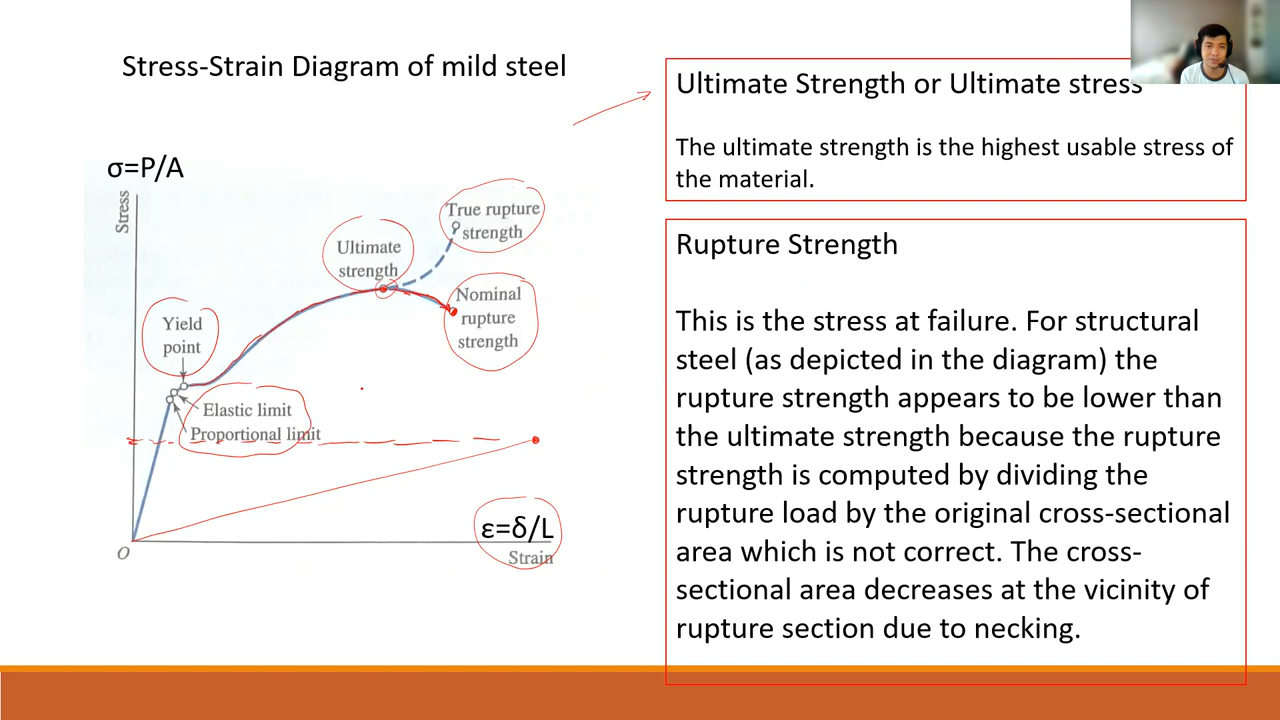 Stress-Strain Diagram of mild steel
σ=P/A
Stress
True rupture
strength
Ultimate
strength
Nominal
rupture
strength
Yield
point
Elastic limit
Proportional limit
ε=δ/L
O
Strain
Ultimate Strength or Ultimate stress
The ultimate strength is the highest usable stress of
the material.
Rupture Strength
This is the stress at failure. For structural
steel (as depicted in the diagram) the
rupture strength appears to be lower than
the ultimate strength because the rupture
strength is computed by dividing the
rupture load by the original cross-sectional
area which is not correct. The cross-
sectional area decreases at the vicinity of
rupture section due to necking.